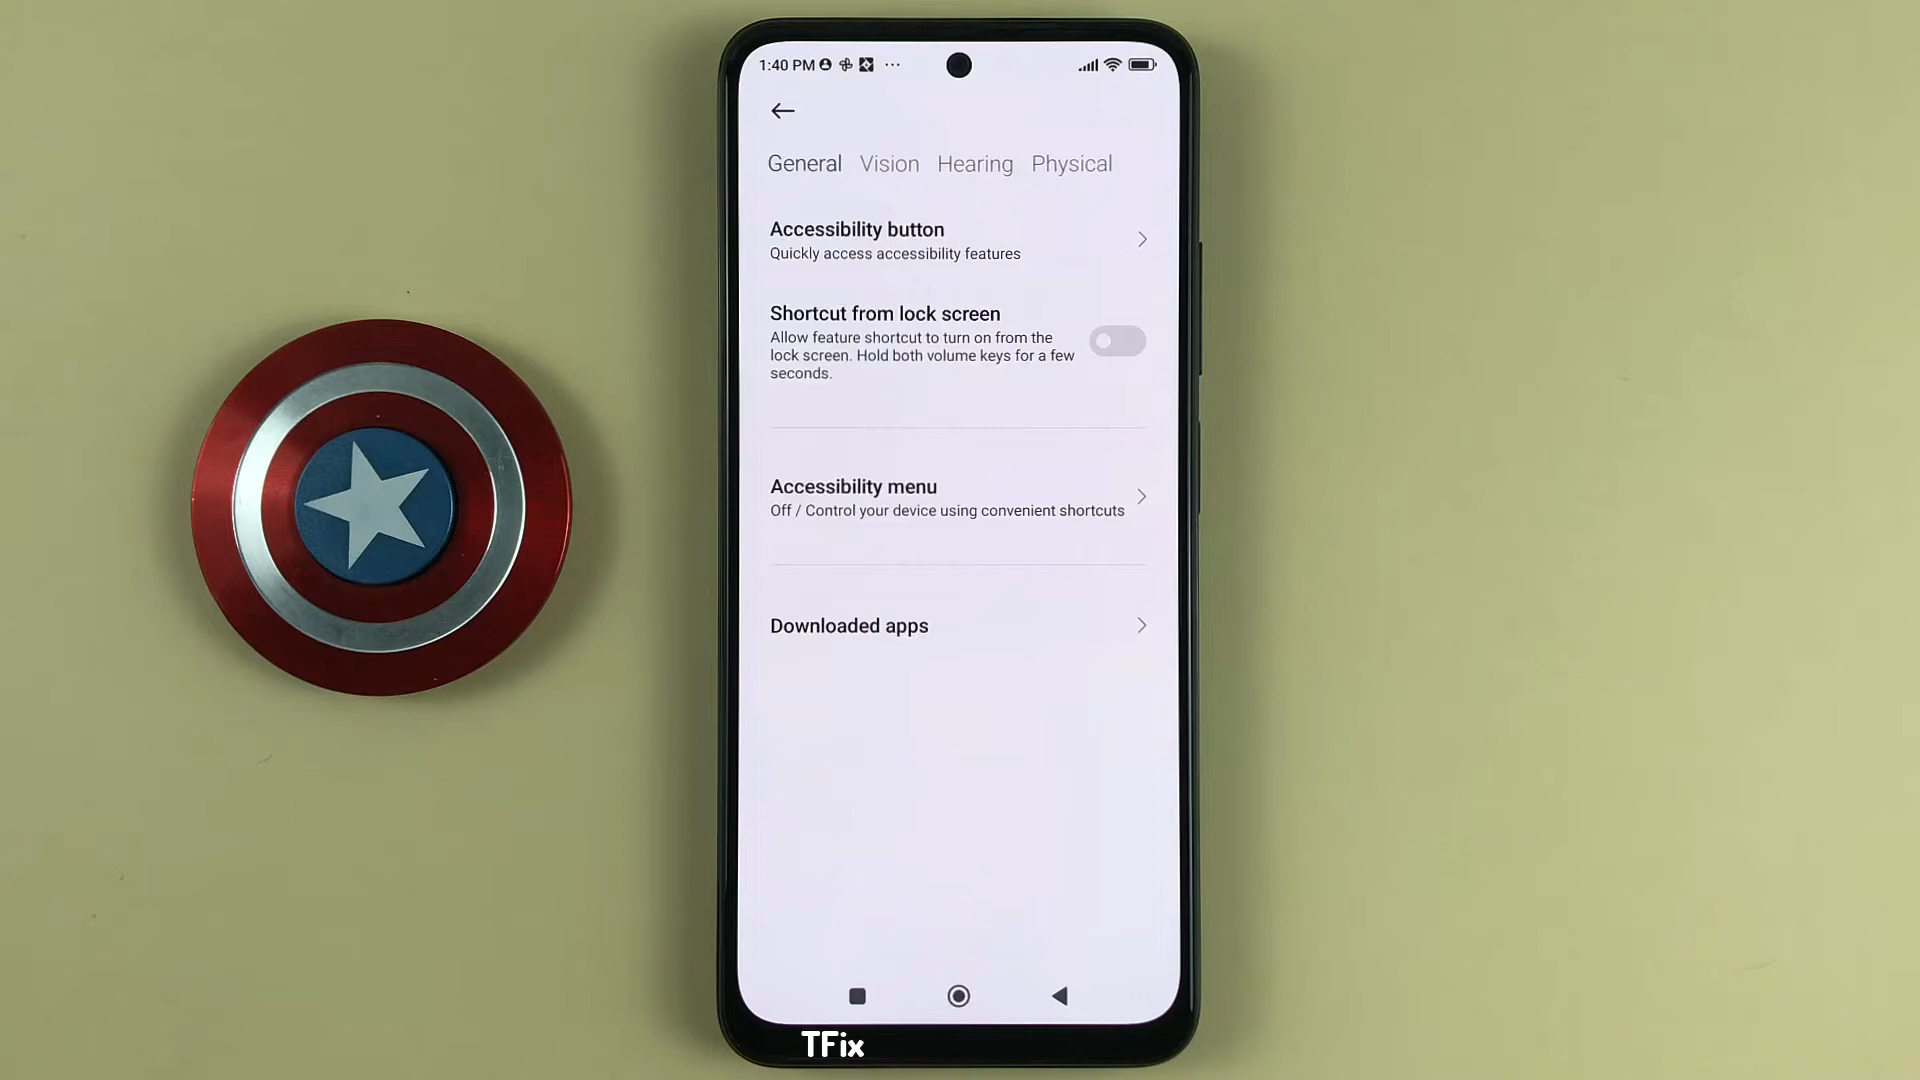 1:40 PM
General Vision Hearing Physical
Accessibility button
Quickly access accessibility features
Shortcut from lock screen
Allow feature shortcut to turn on from the
lock screen. Hold both volume keys for a few
seconds.
Accessibility menu
Off / Control your device using convenient shortcuts
Downloaded apps
TFix